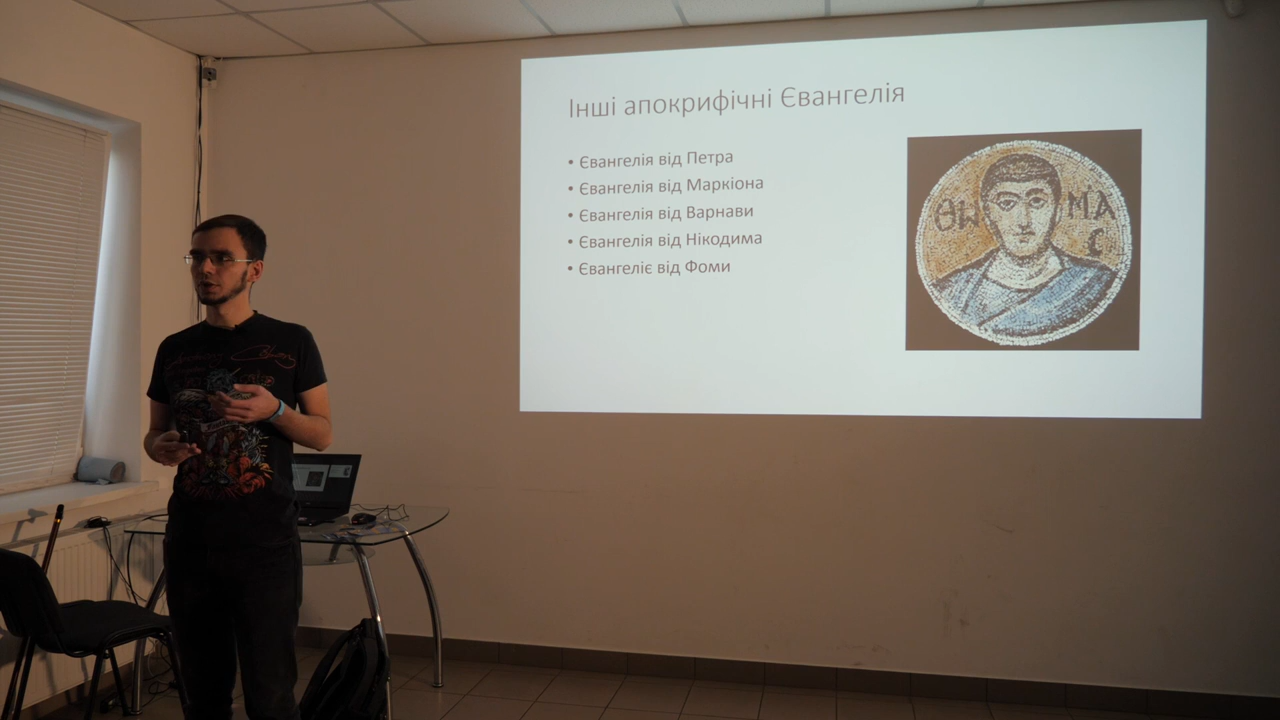 Інші апокрифічні Євангелія
• Євангелія від Петра
• Євангелія від Маркіона
• Євангелія від Варнави
• Євангелія від Нікодима
• Євангеліє від Фоми
ΘΩ ΜΑ
С